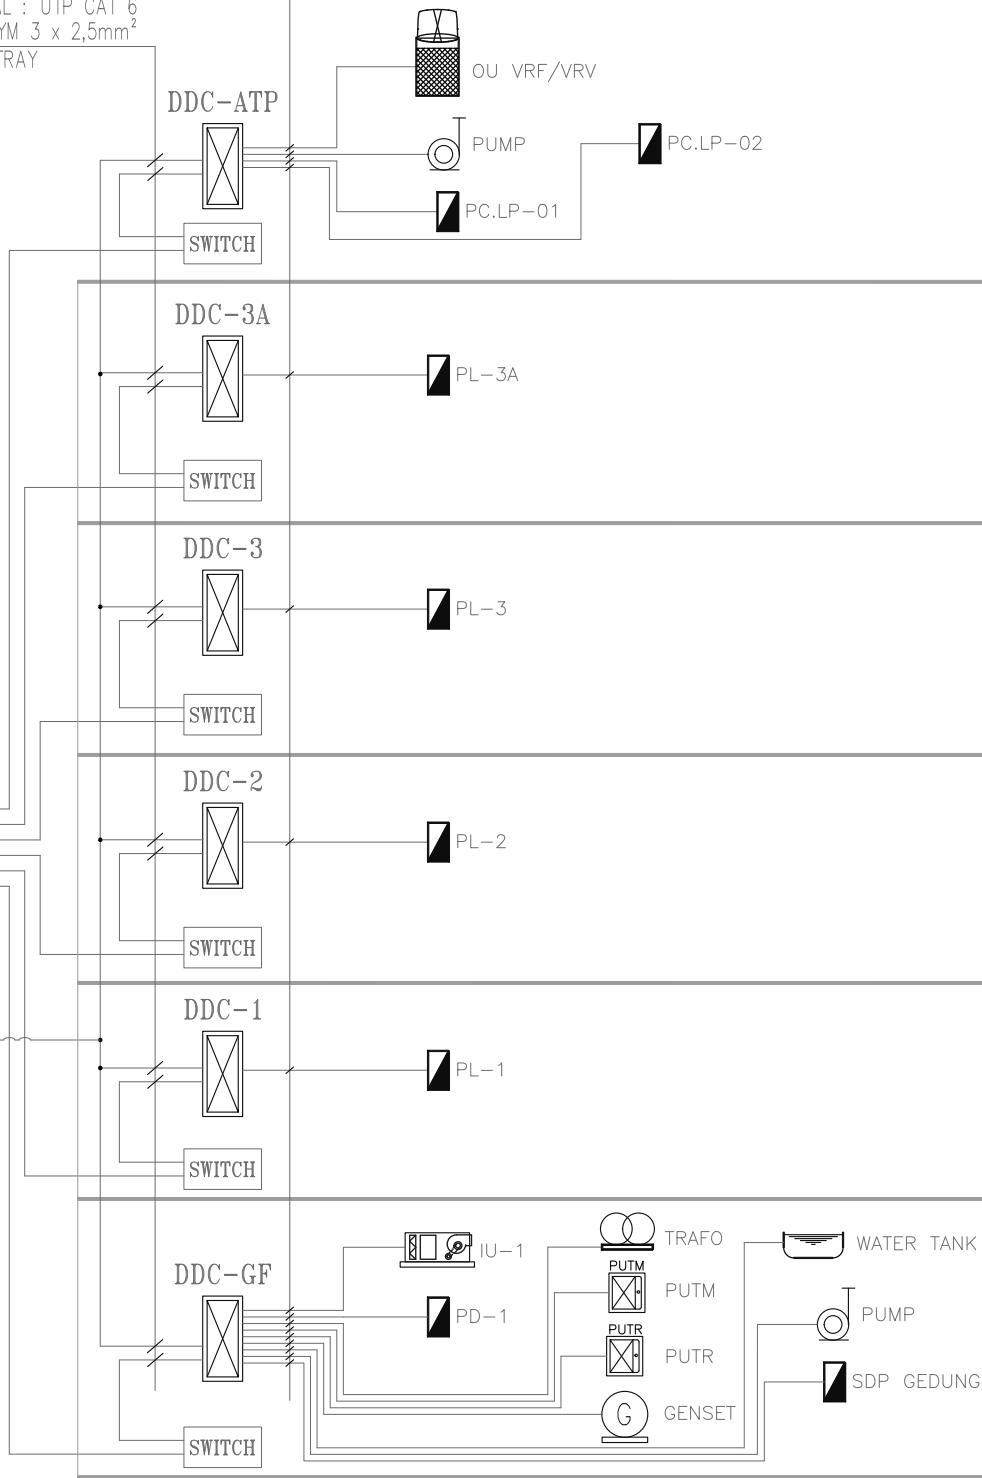 : UTP CAT 6
3 x 2,5mm²
TRAY
DDC-ATP
OU VRF/VRV
PUMP
PC.LP-02
PC.LP-01
SWITCH
DDC-3A
PL-3A
SWITCH
DDC-3
PL-3
SWITCH
DDC-2
PL-2
SWITCH
DDC-1
PL-1
SWITCH
DDC-GF
IU-1
TRAFO
WATER TANK
PUTM
PUTM
PD-1
PUMP
PUTR
PUTR
SDP GEDUNG
G
GENSET
SWITCH